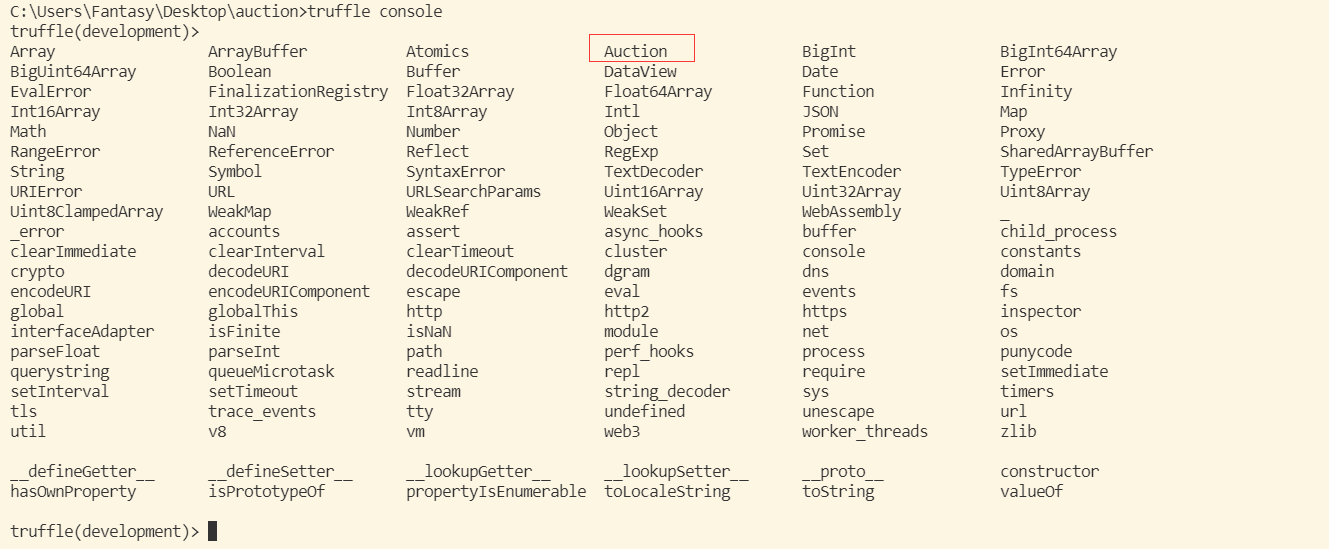 C:\Users\Fantasy\Desktop\auction>truffle console
truffle(development)>
Array ArrayBuffer Atomics Auction BigInt BigInt64Array
BigUint64Array Boolean Buffer DataView Date Error
EvalError FinalizationRegistry Float32Array Float64Array Function Infinity
Int16Array Int32Array Int8Array Intl JSON Map
Math NaN Number Object Promise Proxy
RangeError ReferenceError Reflect RegExp Set SharedArrayBuffer
String Symbol SyntaxError TextDecoder TextEncoder TypeError
URIError URL URLSearchParams Uint16Array Uint32Array Uint8Array
Uint8ClampedArray WeakMap WeakRef WeakSet WebAssembly _
_error accounts assert async_hooks buffer child_process
clearImmediate clearInterval clearTimeout cluster console constants
crypto decodeURI decodeURIComponent dgram dns domain
encodeURI encodeURIComponent escape eval events fs
global globalThis http http2 https inspector
interfaceAdapter isFinite isNaN module net os
parseFloat parseInt path perf_hooks process punycode
querystring queueMicrotask readline repl require setImmediate
setInterval setTimeout stream string_decoder sys timers
tls trace_events tty undefined unescape url
util v8 vm web3 worker_threads zlib
__defineGetter__ __defineSetter__ __lookupGetter__ __lookupSetter__ __proto__ constructor
hasOwnProperty isPrototypeOf propertyIsEnumerable toLocaleString toString valueOf
truffle(development)>